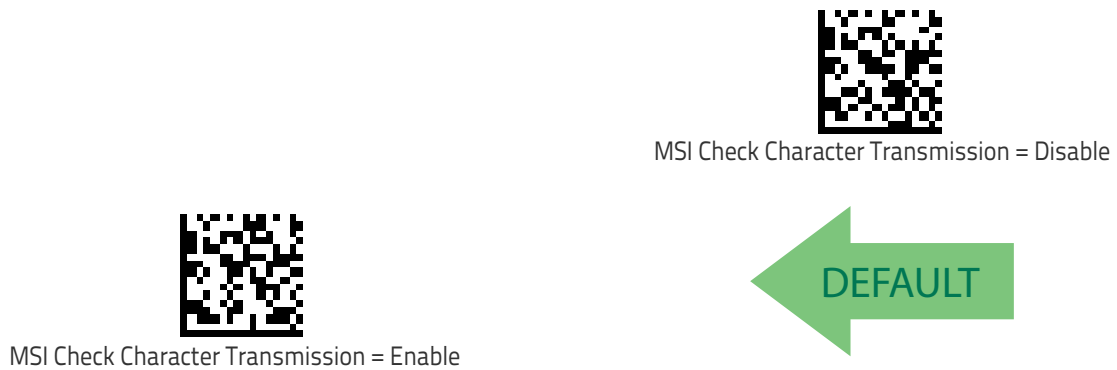 MSI Check Character Transmission = Disable
DEFAULT
MSI Check Character Transmission = Enable